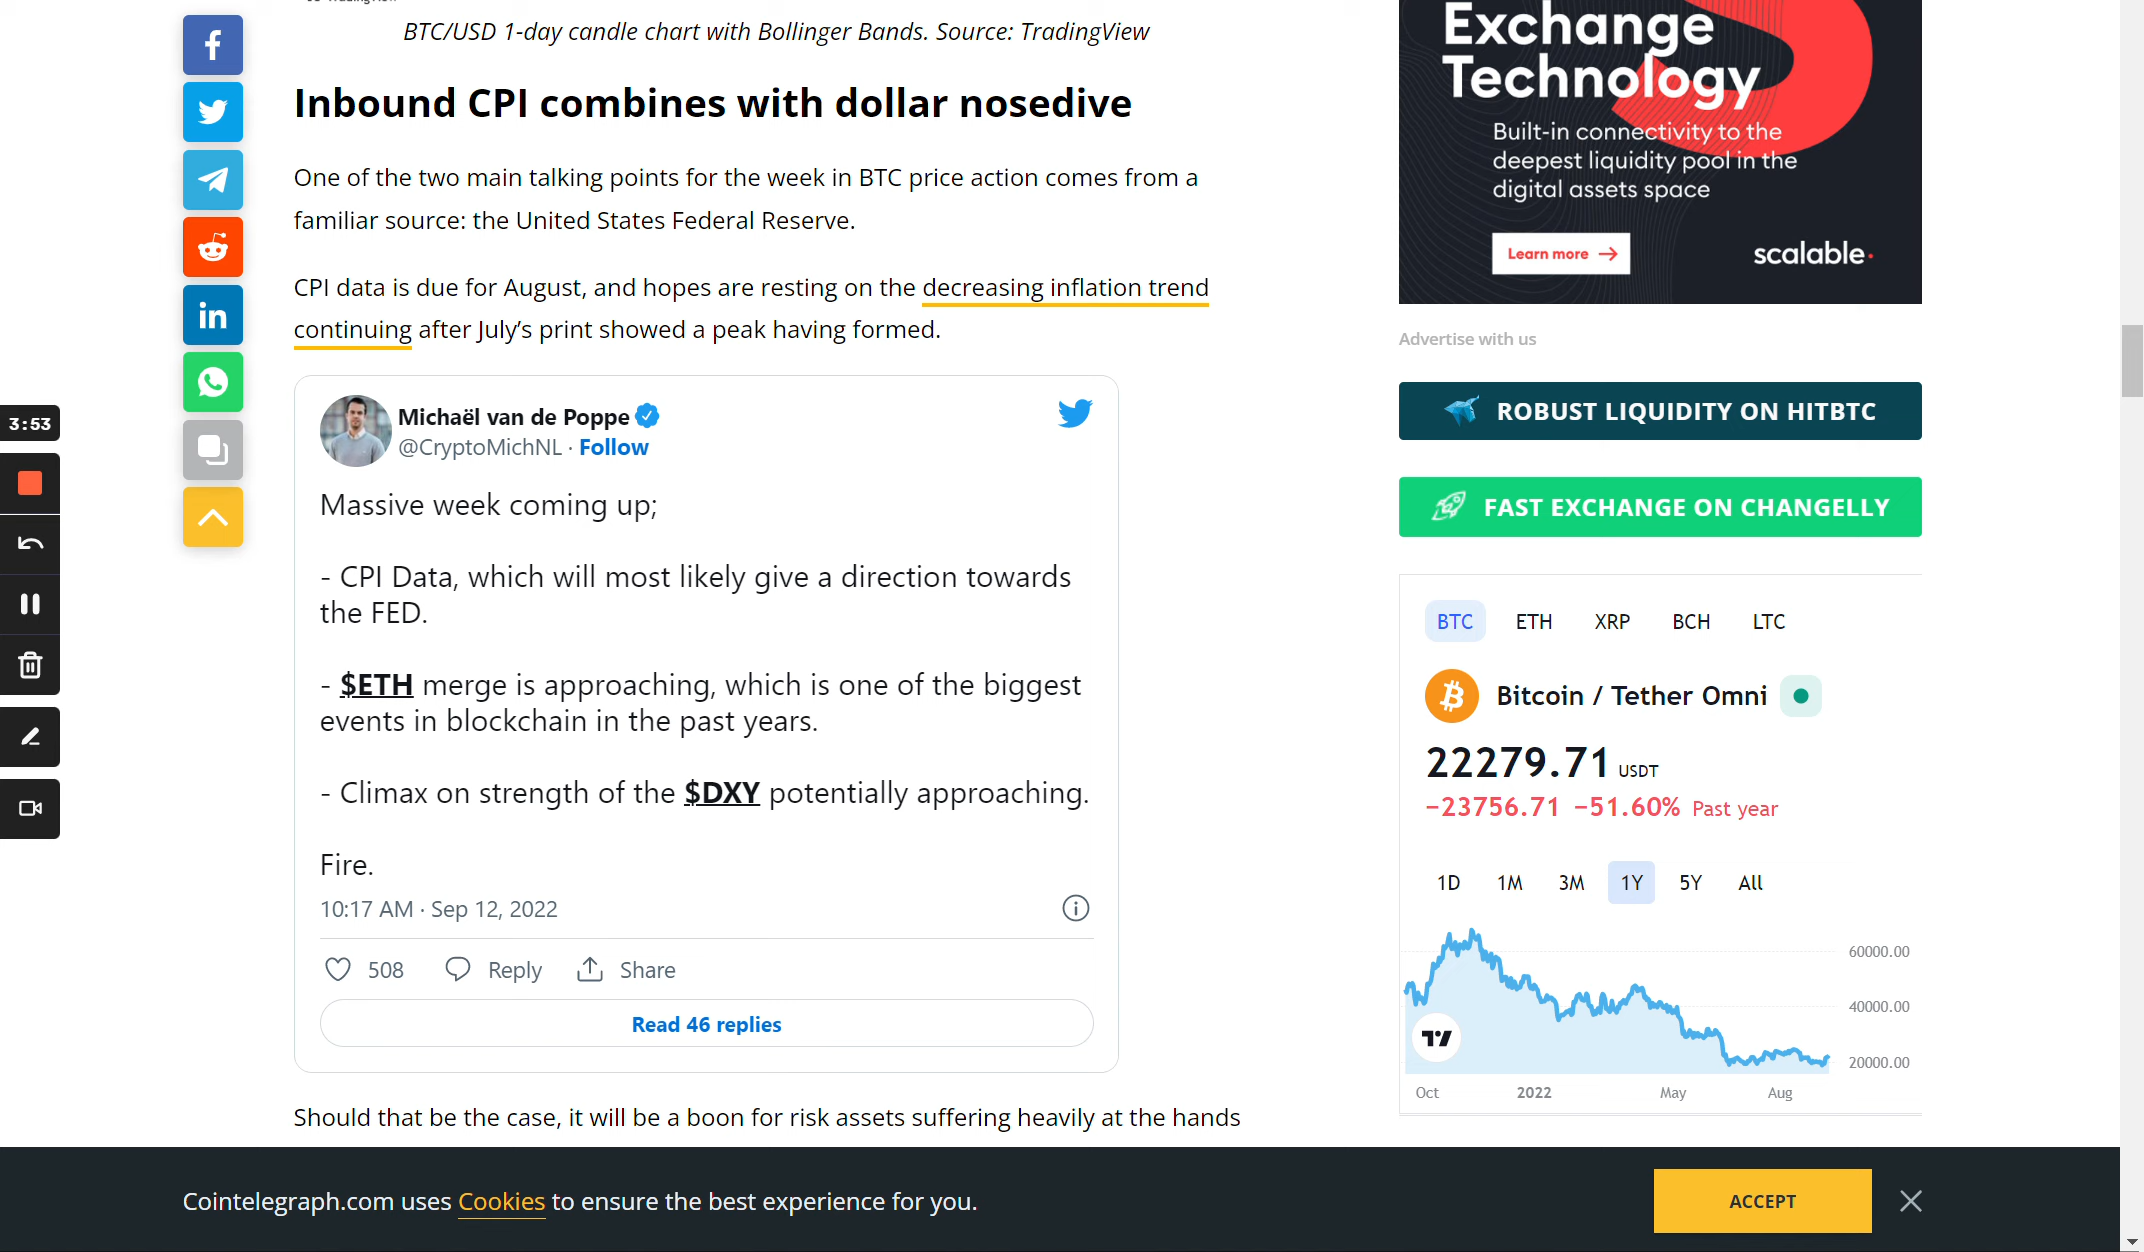 BTC/USD 1-day candle chart with Bollinger Bands. Source: TradingView
Inbound CPI combines with dollar nosedive
One of the two main talking points for the week in BTC price action comes from a
familiar source: the United States Federal Reserve.
CPI data is due for August, and hopes are resting on the decreasing inflation trend
continuing after July’s print showed a peak having formed.
Michaël van de Poppe
@CryptoMichNL · Follow
Massive week coming up;
- CPI Data, which will most likely give a direction towards
the FED.
- $ETH merge is approaching, which is one of the biggest
events in blockchain in the past years.
- Climax on strength of the $DXY potentially approaching.
Fire.
10:17 AM · Sep 12, 2022
508 Reply Share
Read 46 replies
Should that be the case, it will be a boon for risk assets suffering heavily at the hands
3:53
Exchange
Technology
Built-in connectivity to the
deepest liquidity pool in the
digital assets space
Learn more →
scalable.
Advertise with us
ROBUST LIQUIDITY ON HITBTC
FAST EXCHANGE ON CHANGELLY
BTC ETH XRP BCH LTC
Bitcoin / Tether Omni
22279.71 USDT
−23756.71 −51.60% Past year
1D 1M 3M 1Y 5Y All
60000.00
40000.00
20000.00
Oct 2022 May Aug
Cointelegraph.com uses Cookies to ensure the best experience for you.
ACCEPT